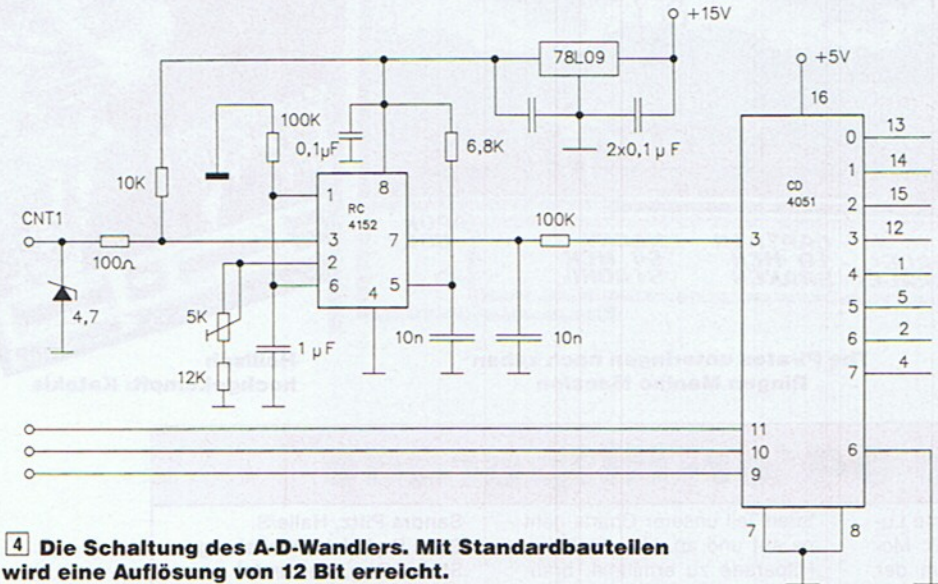 +15V
78L09
+5V
16
0 13
100K
0,1µF
6,8K
2x0,1 µF
1 14
10K
8
CD
4051
2 15
1
RC
4152
CNT1
3
7
100K
3
3 12
100Ω
2
4 1
6
4
5
5 5
4,7
5K
6 2
1 µF
10n
10n
7 4
12K
11
10
6
9
7
8
4 Die Schaltung des A-D-Wandlers. Mit Standardbauteilen
wird eine Auflösung von 12 Bit erreicht.